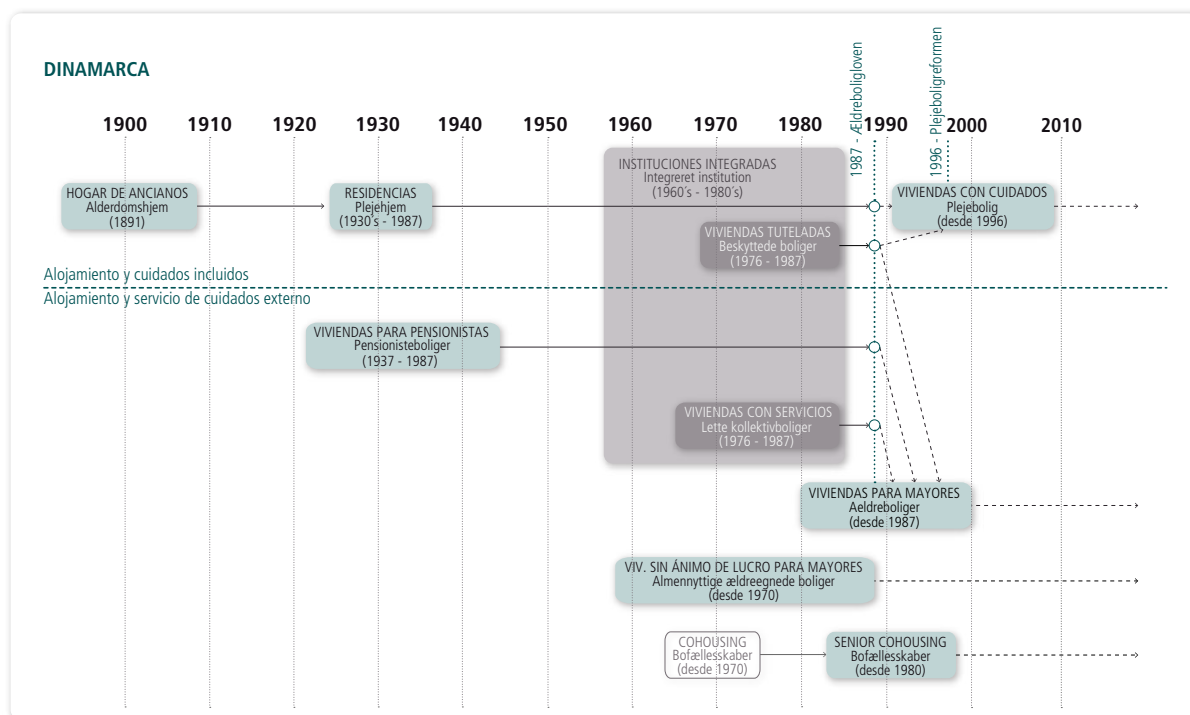 DINAMARCA
1987 - Ældreboligloven
1996 - Plejeboligreformen
1900 1910 1920 1930 1940 1950 1960 1970 1980 1990 2000 2010
HOGAR DE ANCIANOS
Alderdomshjem
(1891)
RESIDENCIAS
Plejehjem
(1930´s - 1987)
INSTITUCIONES INTEGRADAS
Integreret institution
(1960´s - 1980´s)
VIVIENDAS CON CUIDADOS
Plejebolig
(desde 1996)
VIVIENDAS TUTELADAS
Beskyttede boliger
(1976 - 1987)
Alojamiento y cuidados incluidos
Alojamiento y servicio de cuidados externo
VIVIENDAS PARA PENSIONISTAS
Pensionisteboliger
(1937 - 1987)
VIVIENDAS CON SERVICIOS
Lette kollektivboliger
(1976 - 1987)
VIVIENDAS PARA MAYORES
Aeldreboliger
(desde 1987)
VIV. SIN ÁNIMO DE LUCRO PARA MAYORES
Almennyttige ældreegnede boliger
(desde 1970)
COHOUSING
Bofællesskaber
(desde 1970)
SENIOR COHOUSING
Bofællesskaber
(desde 1980)